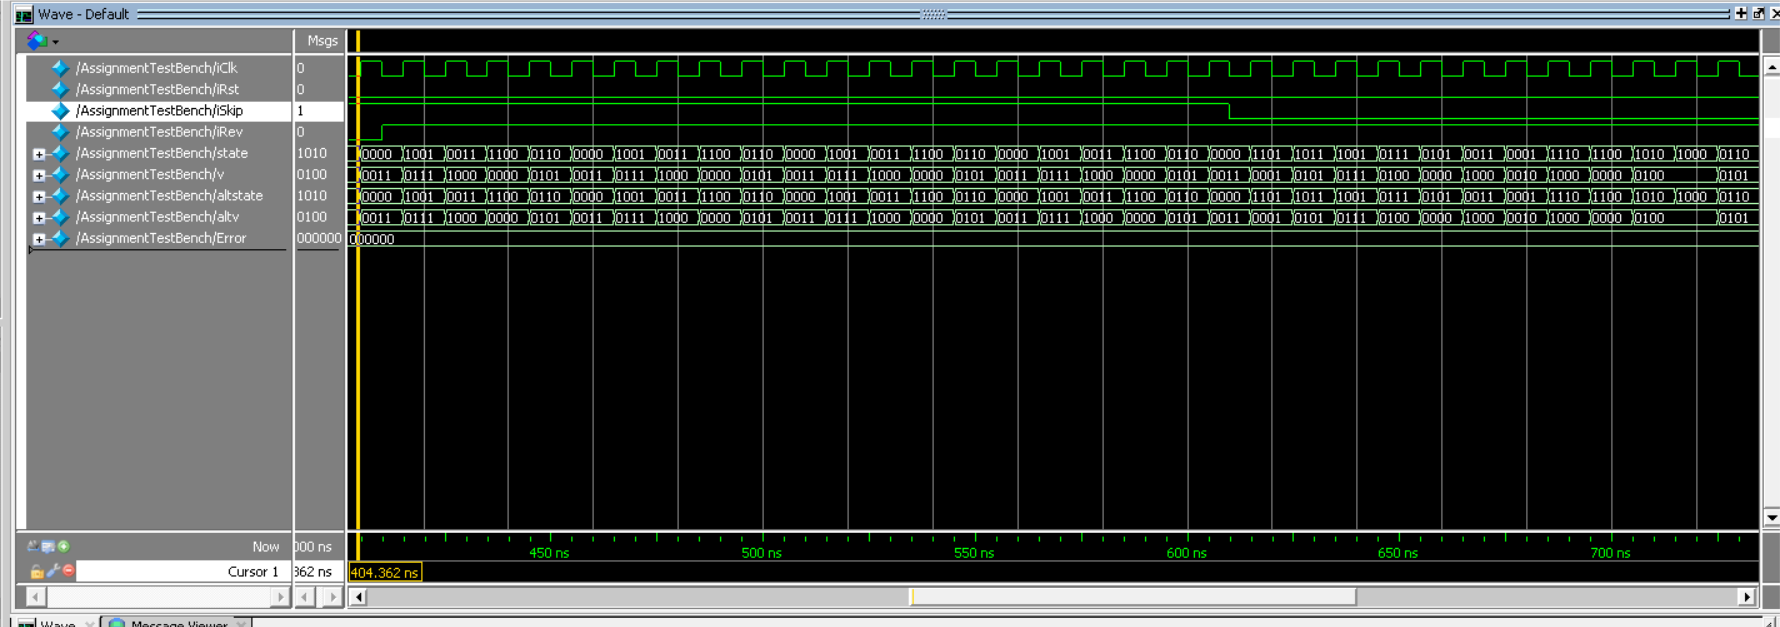 Wave - Default
Msgs
/AssignmentTestBench/iClk 0
/AssignmentTestBench/iRst 0
/AssignmentTestBench/iSkip 1
/AssignmentTestBench/iRev 0
/AssignmentTestBench/state 1010 0000 1001 0011 1100 0110 0000 1001 0011 1100 0110 0000 1001 0011 1100 0110 0000 1001 0011 1100 0110 0000 1101 1011 1001 0111 0101 0011 0001 1110 1100 1010 1000 0110
/AssignmentTestBench/v 0100 0011 0111 1000 0000 0101 0011 0111 1000 0000 0101 0011 0111 1000 0000 0101 0011 0111 1000 0000 0101 0011 0001 0101 0111 0100 0000 1000 0010 1000 0000 0100 0101
/AssignmentTestBench/altstate 1010 0000 1001 0011 1100 0110 0000 1001 0011 1100 0110 0000 1001 0011 1100 0110 0000 1001 0011 1100 0110 0000 1101 1011 1001 0111 0101 0011 0001 1110 1100 1010 1000 0110
/AssignmentTestBench/altv 0100 0011 0111 1000 0000 0101 0011 0111 1000 0000 0101 0011 0111 1000 0000 0101 0011 0111 1000 0000 0101 0011 0001 0101 0111 0100 0000 1000 0010 1000 0000 0100 0101
/AssignmentTestBench/Error 000000 000000
Now 000 ns 450 ns 500 ns 550 ns 600 ns 650 ns 700 ns
Cursor 1 362 ns 404.362 ns
Wave Message Viewer